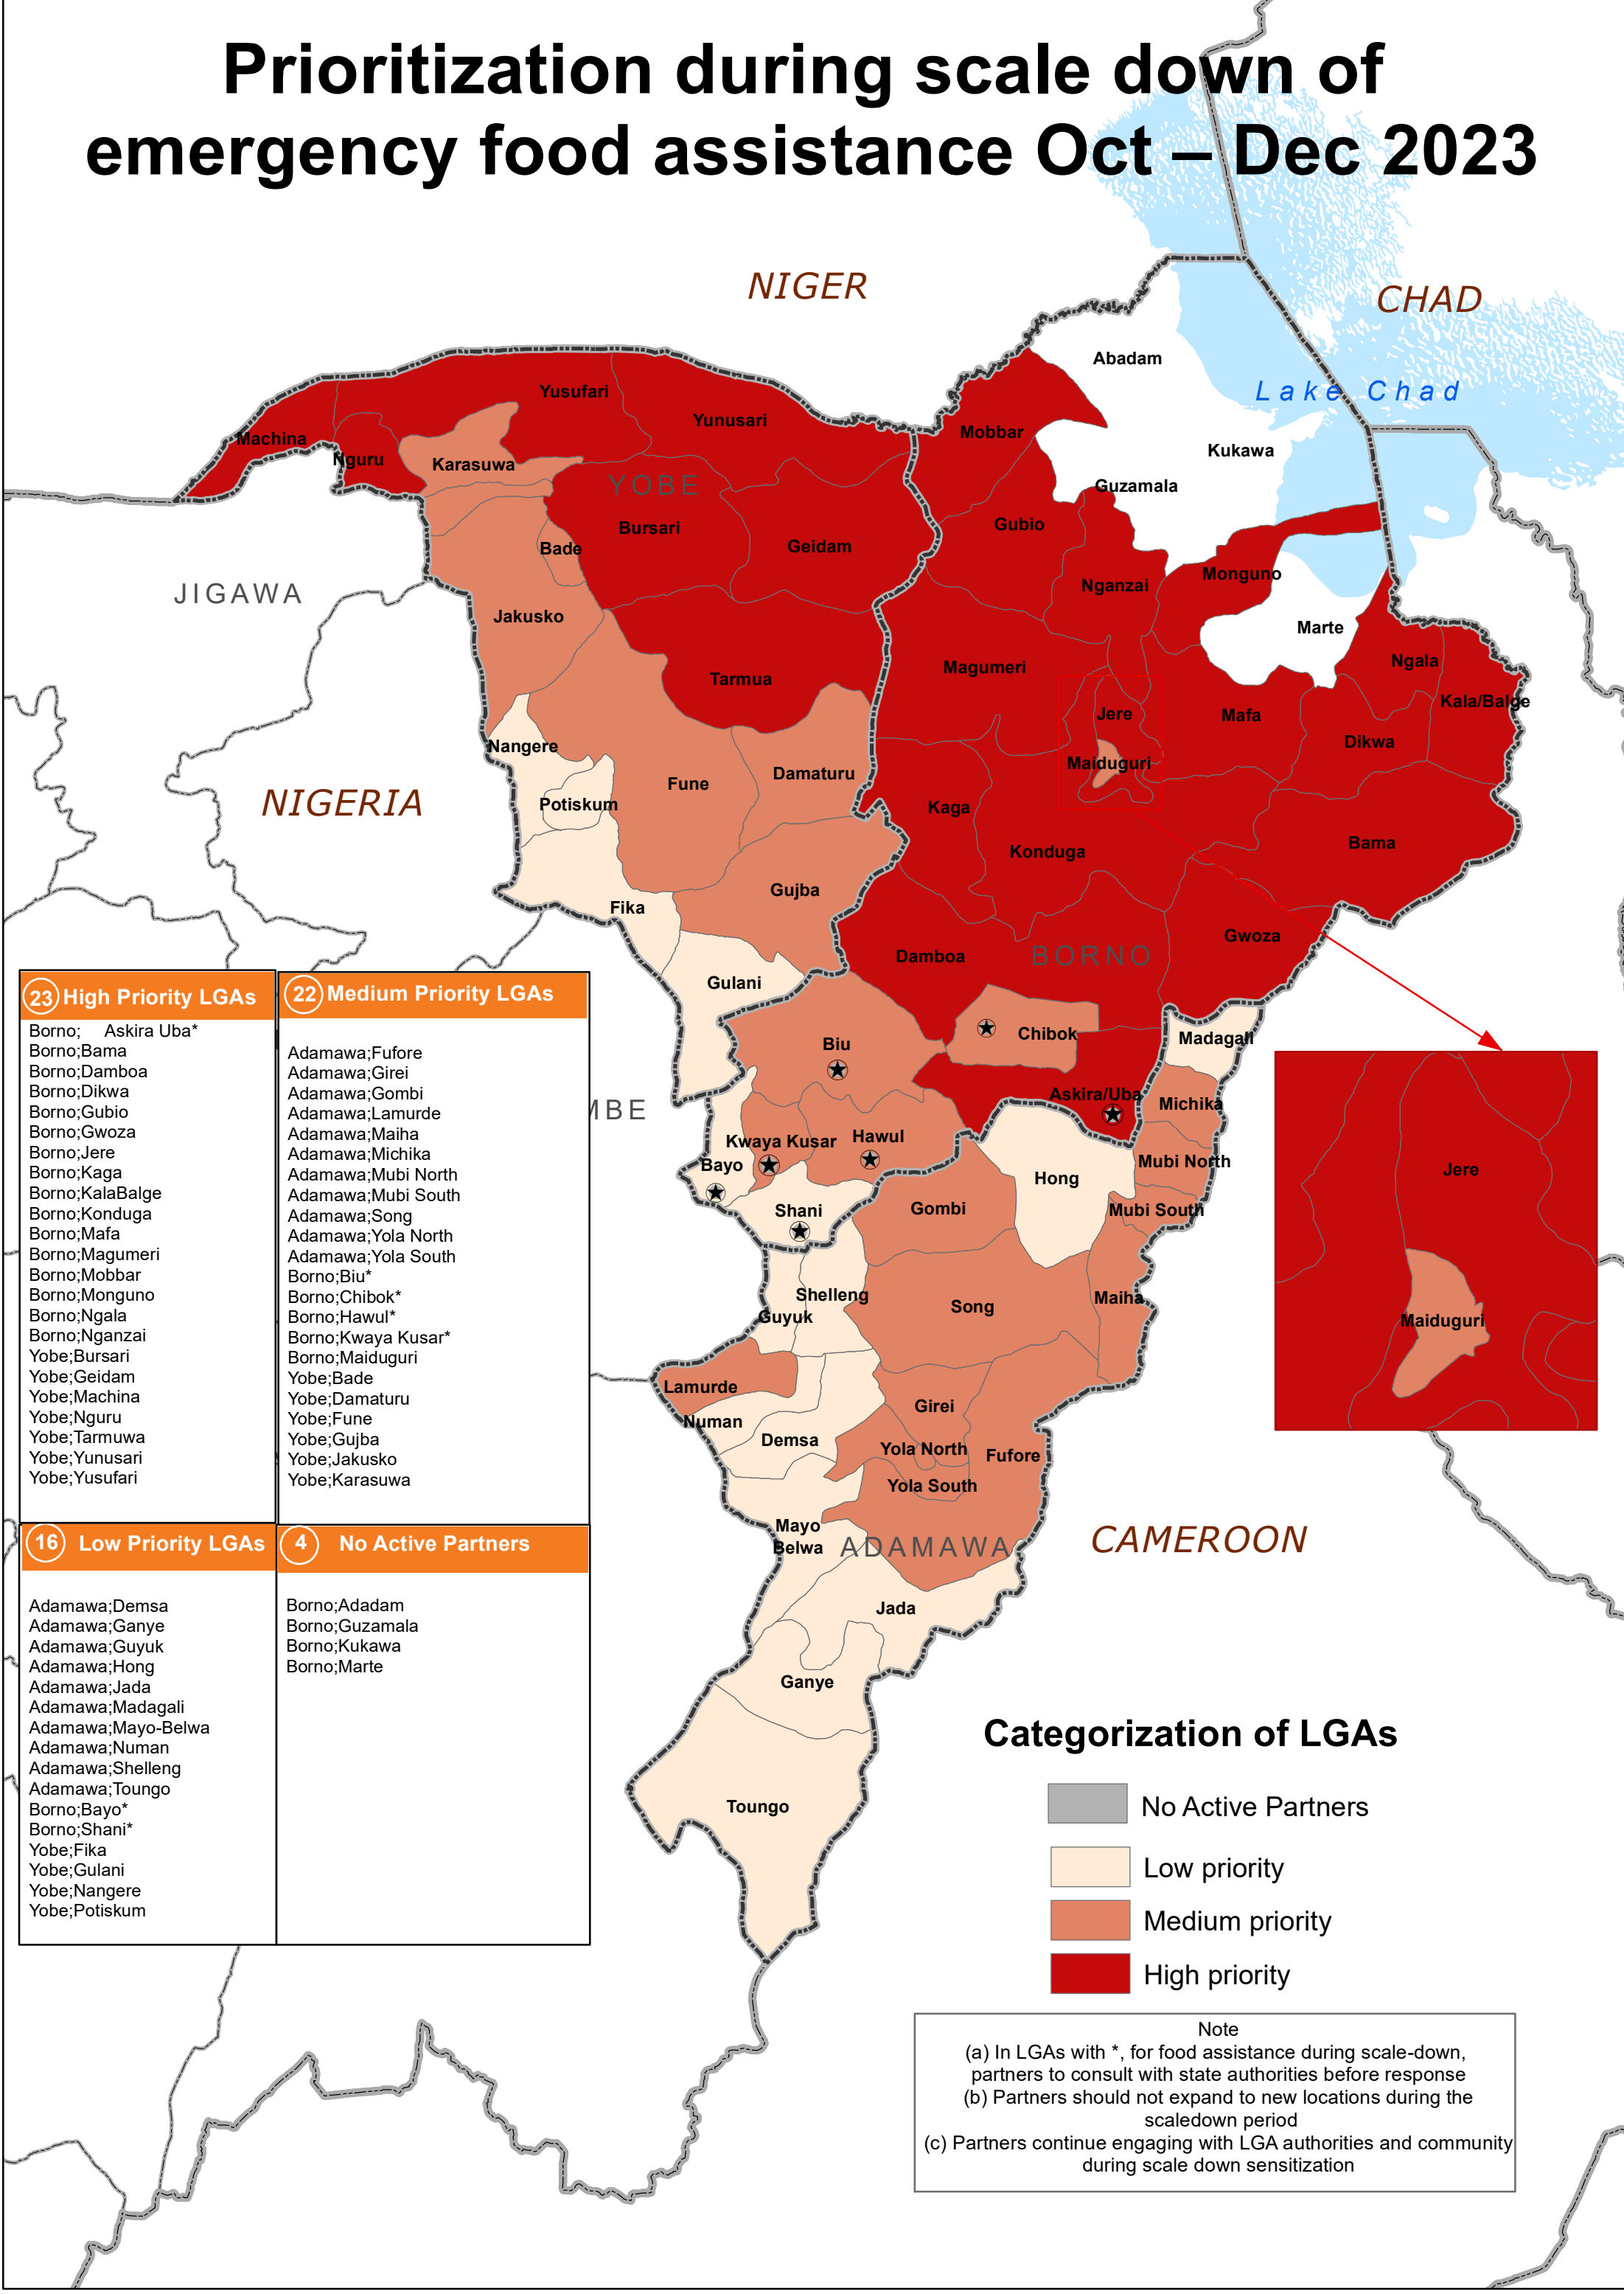 Prioritization during scale down of
emergency food assistance Oct – Dec 2023
NIGER
CHAD
Lake Chad
Abadam
Yusufari
Yunusari
Mobbar
Machina
Nguru
Karasuwa
Kukawa
YOBE
Guzamala
Bursari
Gubio
Bade
Geidam
Monguno
Nganzai
JIGAWA
Jakusko
Marte
Ngala
Magumeri
Tarmua
Kala/Balge
Jere
Mafa
Dikwa
Nangere
Maiduguri
Damaturu
Fune
NIGERIA
Potiskum
Kaga
Konduga
Bama
Gujba
Fika
Gwoza
Damboa
BORNO
Gulani
Chibok
Madagali
Biu
Askira/Uba
Michika
MBE
Kwaya Kusar
Hawul
Bayo
Mubi North
Hong
Shani
Gombi
Mubi South
Shelleng
Maiha
Song
Guyuk
Lamurde
Girei
Numan
Demsa
Yola North
Fufore
Yola South
Mayo
Belwa
ADAMAWA
CAMEROON
Jada
Ganye
Toungo
Jere
Maiduguri
23 High Priority LGAs
Borno; Askira Uba*
Borno;Bama
Borno;Damboa
Borno;Dikwa
Borno;Gubio
Borno;Gwoza
Borno;Jere
Borno;Kaga
Borno;KalaBalge
Borno;Konduga
Borno;Mafa
Borno;Magumeri
Borno;Mobbar
Borno;Monguno
Borno;Ngala
Borno;Nganzai
Yobe;Bursari
Yobe;Geidam
Yobe;Machina
Yobe;Nguru
Yobe;Tarmuwa
Yobe;Yunusari
Yobe;Yusufari
22 Medium Priority LGAs
Adamawa;Fufore
Adamawa;Girei
Adamawa;Gombi
Adamawa;Lamurde
Adamawa;Maiha
Adamawa;Michika
Adamawa;Mubi North
Adamawa;Mubi South
Adamawa;Song
Adamawa;Yola North
Adamawa;Yola South
Borno;Biu*
Borno;Chibok*
Borno;Hawul*
Borno;Kwaya Kusar*
Borno;Maiduguri
Yobe;Bade
Yobe;Damaturu
Yobe;Fune
Yobe;Gujba
Yobe;Jakusko
Yobe;Karasuwa
16 Low Priority LGAs
Adamawa;Demsa
Adamawa;Ganye
Adamawa;Guyuk
Adamawa;Hong
Adamawa;Jada
Adamawa;Madagali
Adamawa;Mayo-Belwa
Adamawa;Numan
Adamawa;Shelleng
Adamawa;Toungo
Borno;Bayo*
Borno;Shani*
Yobe;Fika
Yobe;Gulani
Yobe;Nangere
Yobe;Potiskum
4 No Active Partners
Borno;Adadam
Borno;Guzamala
Borno;Kukawa
Borno;Marte
Categorization of LGAs
No Active Partners
Low priority
Medium priority
High priority
Note
(a) In LGAs with *, for food assistance during scale-down,
partners to consult with state authorities before response
(b) Partners should not expand to new locations during the
scaledown period
(c) Partners continue engaging with LGA authorities and community
during scale down sensitization